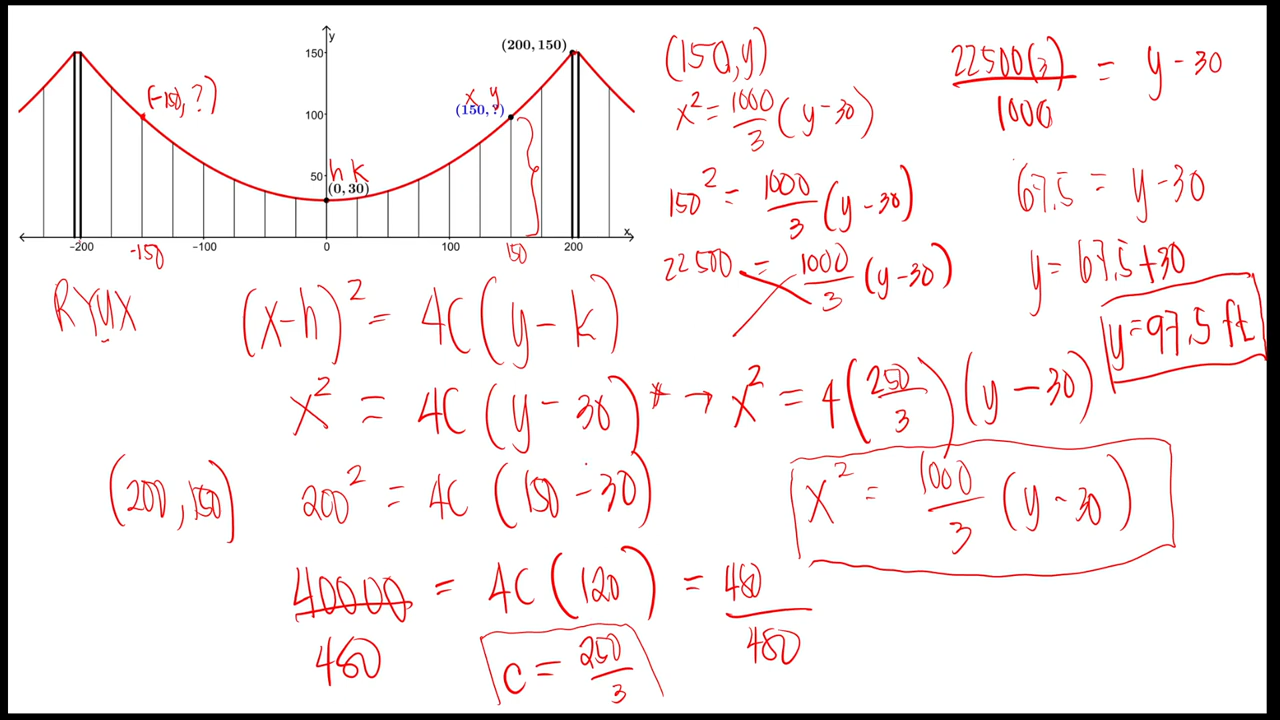 y
150
100
50
(200, 150)
x y
(150, ?)
(-150, ?)
h k
(0, 30)
-200 -100 0 100 200 x
-150 150
(150, y)
x² = 1000/3 (y-30)
150² = 1000/3 (y-30)
22500 = 1000/3 (y-30)
22500(3)/1000 = y-30
67.5 = y-30
y = 67.5+30
y = 97.5 ft
(x-h)² = 4C(y-k)
x² = 4C(y-30) * → x² = 4(250/3)(y-30)
x² = 1000/3 (y-30)
(200, 150) 200² = 4C(150-30)
40000/480 = 4C(120) = 480/480
C = 250/3